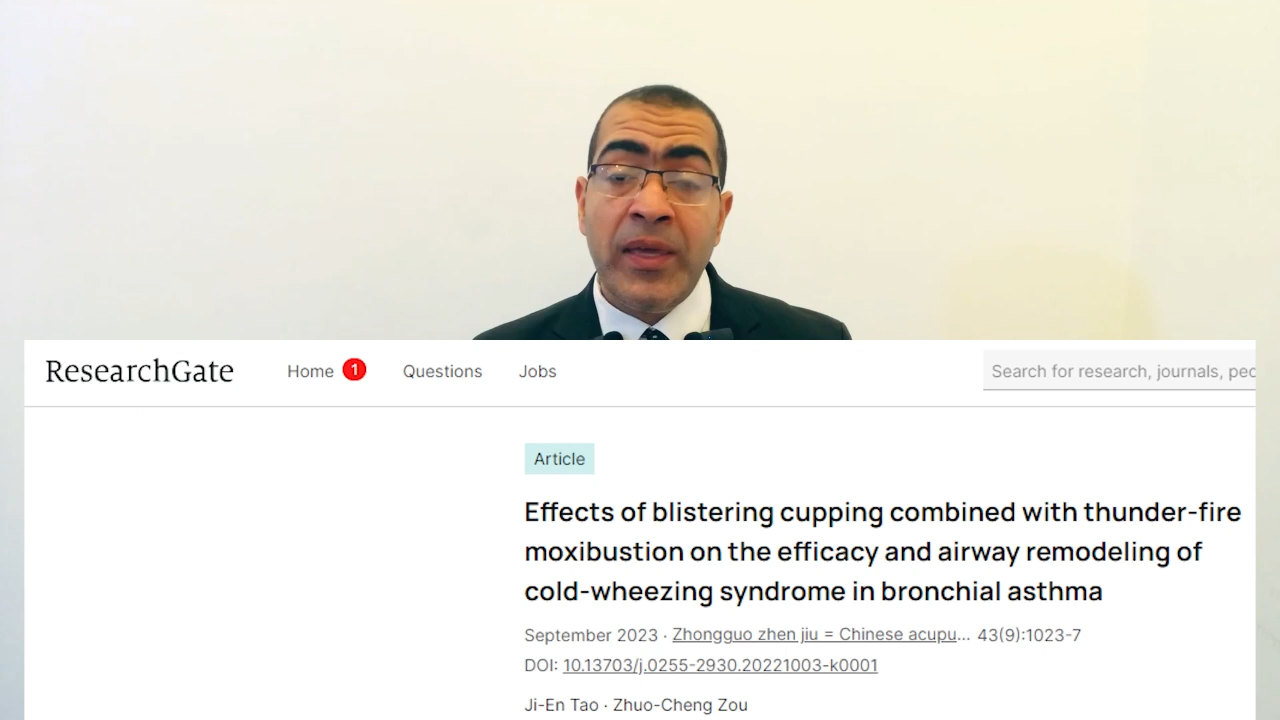 ResearchGate Home 1 Questions Jobs Search for research, journals, pec
Article
Effects of blistering cupping combined with thunder-fire
moxibustion on the efficacy and airway remodeling of
cold-wheezing syndrome in bronchial asthma
September 2023 · Zhongguo zhen jiu = Chinese acupu... 43(9):1023-7
DOI: 10.13703/j.0255-2930.20221003-k0001
Ji-En Tao · Zhuo-Cheng Zou